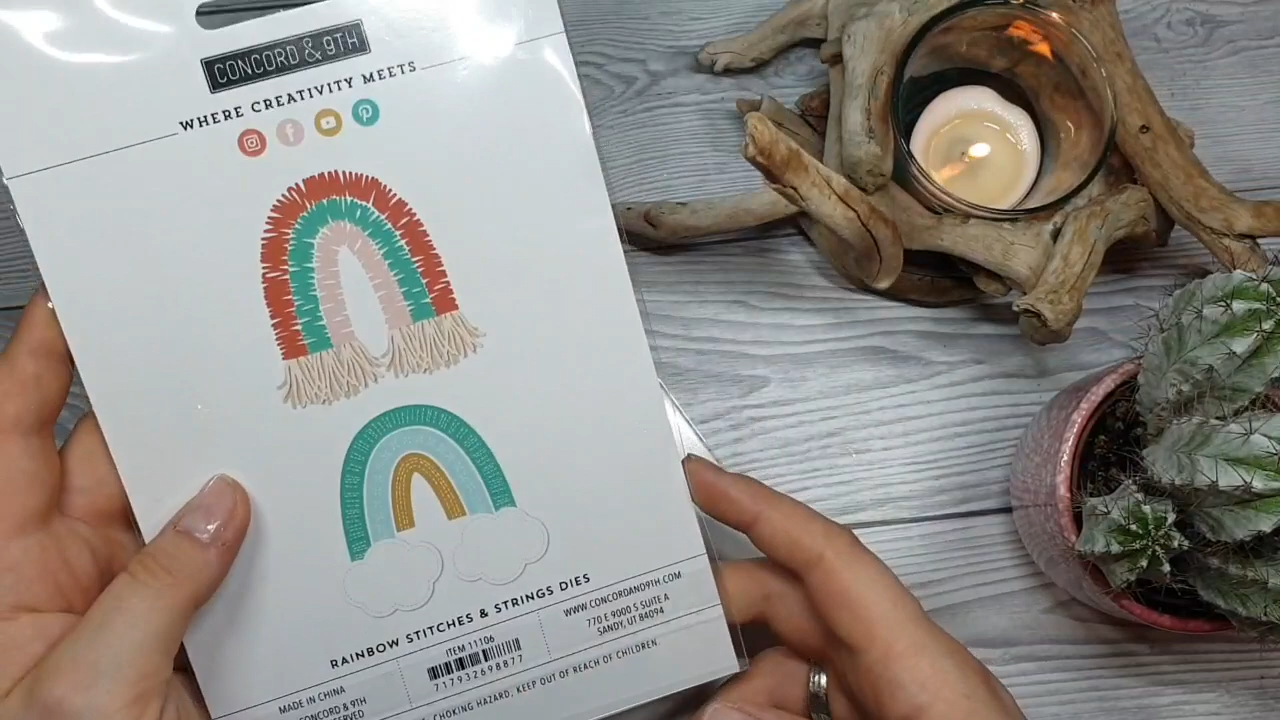 CONCORD & 9TH
WHERE CREATIVITY MEETS
RAINBOW STITCHES & STRINGS DIES
MADE IN CHINA
CONCORD & 9TH
ITEM 11106
717932698877
WWW.CONCORDAND9TH.COM
770 E 9000 S SUITE A
SANDY, UT 84094
CHOKING HAZARD, KEEP OUT OF REACH OF CHILDREN.